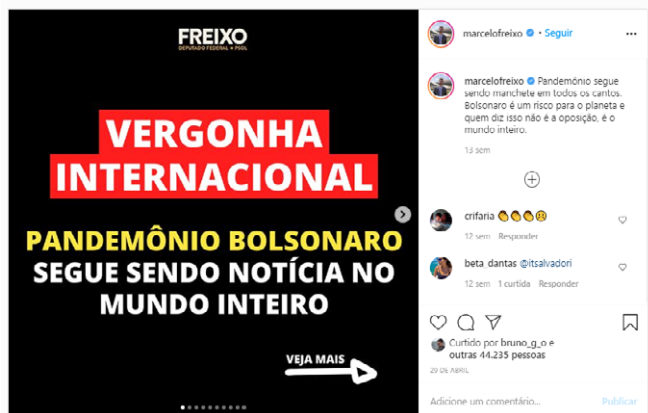 FREIXO
DEPUTADO FEDERAL • PSOL
VERGONHA
INTERNACIONAL
PANDEMÔNIO BOLSONARO
SEGUE SENDO NOTÍCIA NO
MUNDO INTEIRO
VEJA MAIS
marcelofreixo • Seguir
marcelofreixo Pandemônio segue
sendo manchete em todos os cantos.
Bolsonaro é um risco para o planeta e
quem diz isso não é a oposição, é o
mundo inteiro.
13 sem
crifaria 👏👏👏😢
12 sem Responder
beta_dantas @itsalvadori
12 sem 1 curtida Responder
Curtido por bruno_g_o e
outras 44.235 pessoas
29 DE ABRIL
Adicione um comentário... Publicar